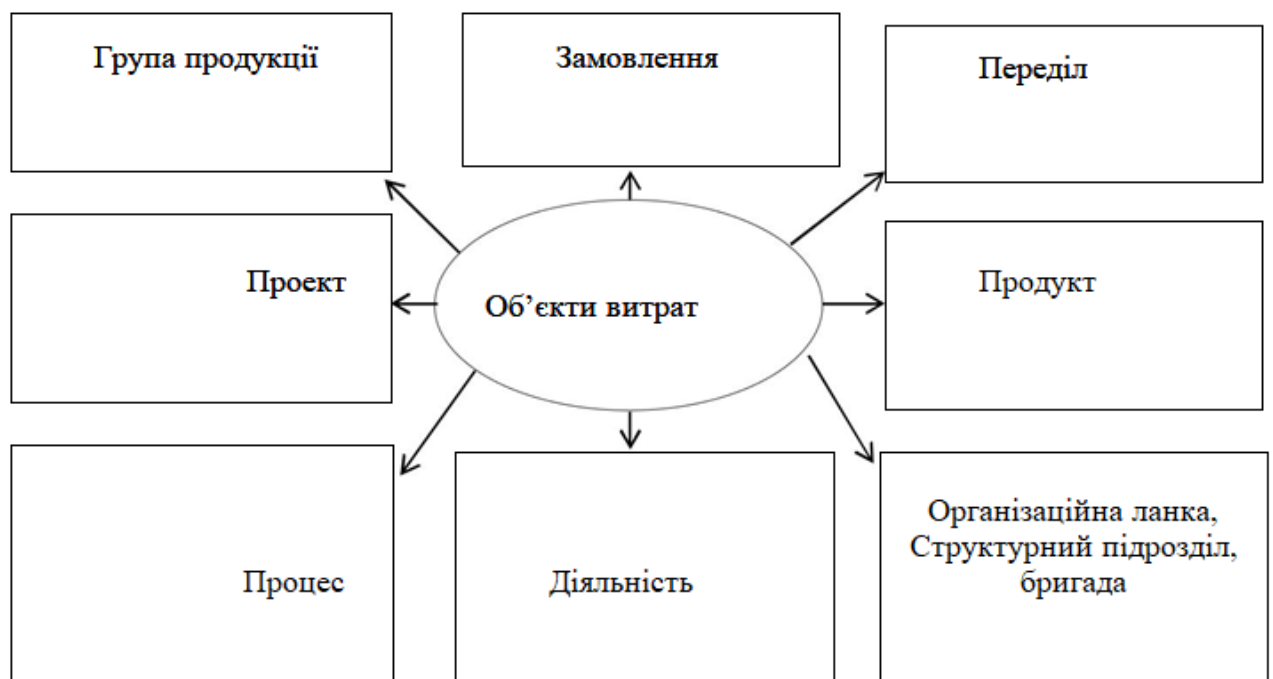 Група продукції
Замовлення
Переділ
Проект
Об’єкти витрат
Продукт
Процес
Діяльність
Організаційна ланка,
Структурний підрозділ,
бригада